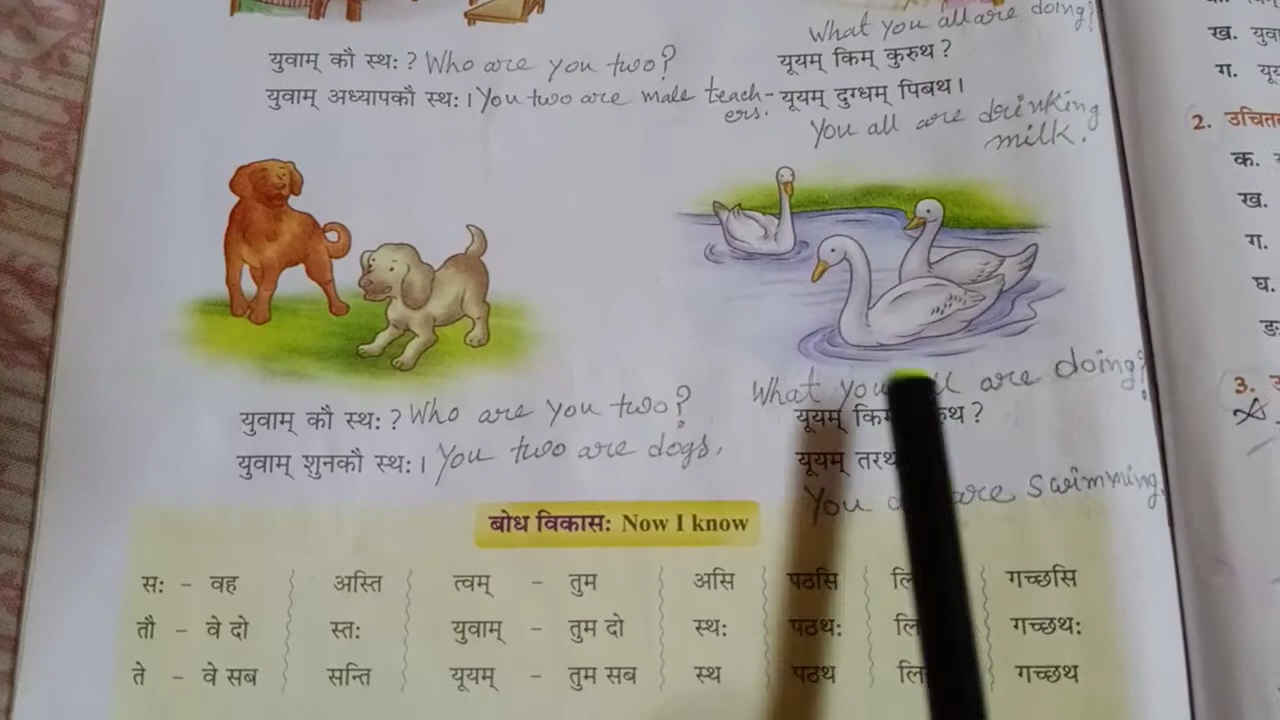 What you all are doing?
युवाम् कौ स्थः ? Who are you two?
यूयम् किम् कुरुथ ?
युवाम् अध्यापकौ स्थः। You two are male teach-
ers.
यूयम् दुग्धम् पिबथ।
You all are drinking
milk.
युवाम् कौ स्थः ? Who are you two?
युवाम् शुनकौ स्थः। You two are dogs.
What you are doing?
यूयम् ?
यूयम्
You are swimming.
बोध विकासः Now I know
सः - वह अस्ति त्वम् - तुम असि पठसि गच्छसि
तौ - वे दो स्तः युवाम् - तुम दो स्थः पठथः गच्छथः
ते - वे सब सन्ति यूयम् - तुम सब स्थ पठथ गच्छथ
ख.
ग.
2.
क.
ख.
ग.
घ.
ङ
3.